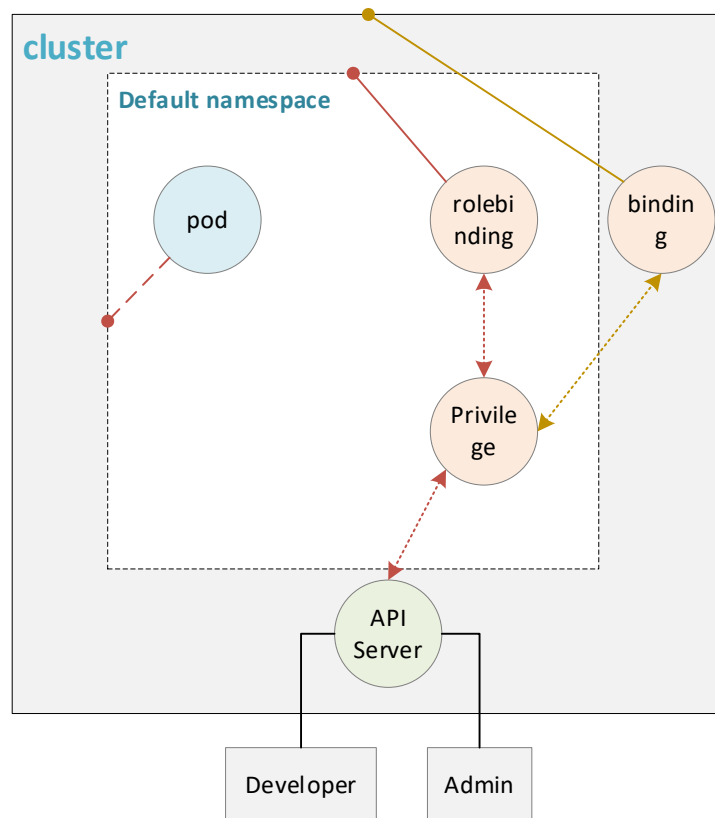 cluster
Default namespace
pod
rolebi
nding
bindin
g
Privile
ge
API
Server
Developer
Admin